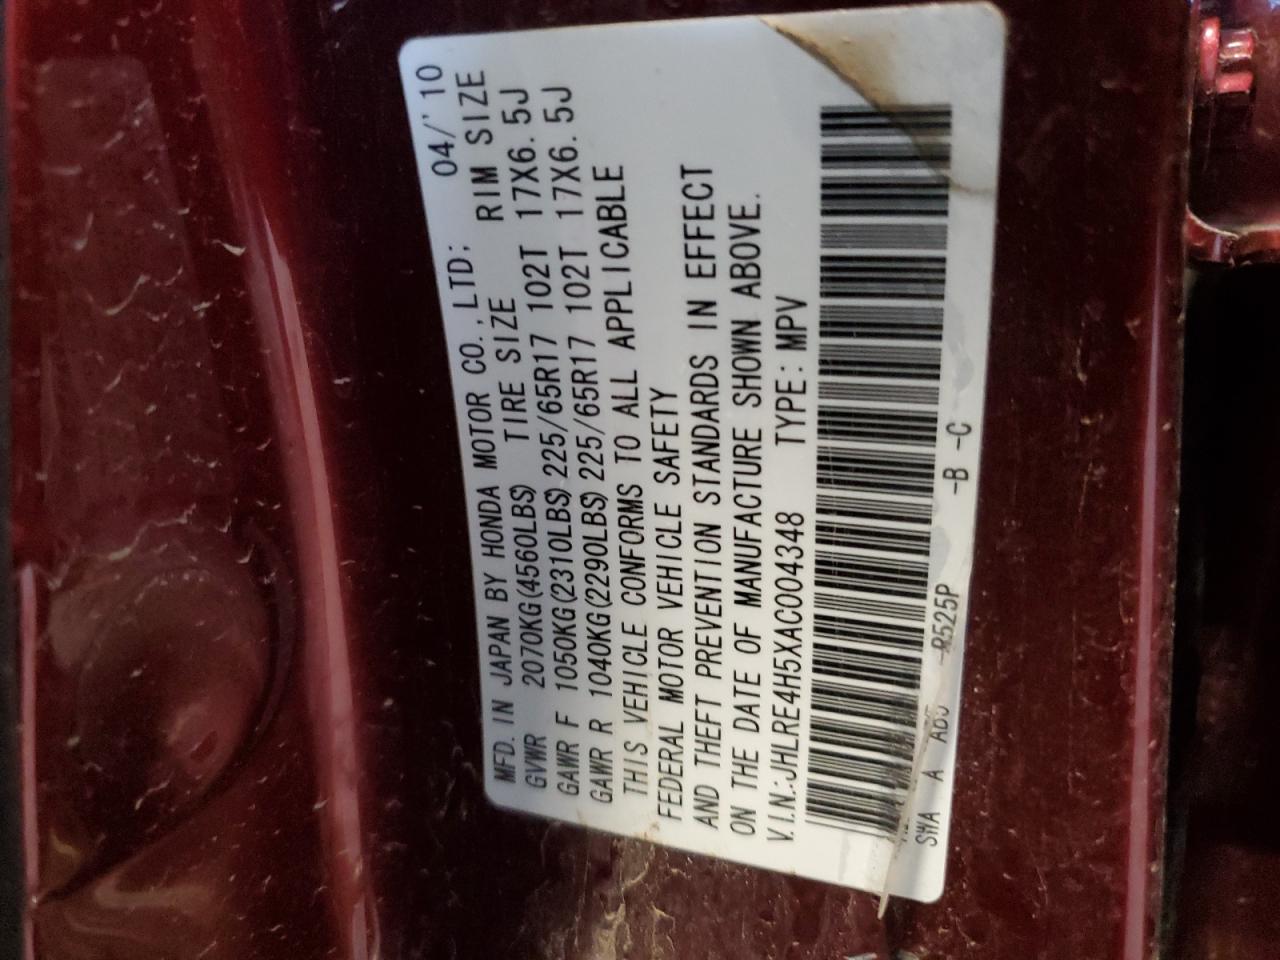 MFD. IN JAPAN BY HONDA MOTOR CO., LTD: 04/'10
GVWR 2070KG(4560LBS) TIRE SIZE RIM SIZE
GAWR F 1050KG(2310LBS) 225/65R17 102T 17X6.5J
GAWR R 1040KG(2290LBS) 225/65R17 102T 17X6.5J
THIS VEHICLE CONFORMS TO ALL APPLICABLE
FEDERAL MOTOR VEHICLE SAFETY
AND THEFT PREVENTION STANDARDS IN EFFECT
ON THE DATE OF MANUFACTURE SHOWN ABOVE.
V.I.N.:JHLRE4H5XAC004348 TYPE: MPV
R525P -B -C
SWA A